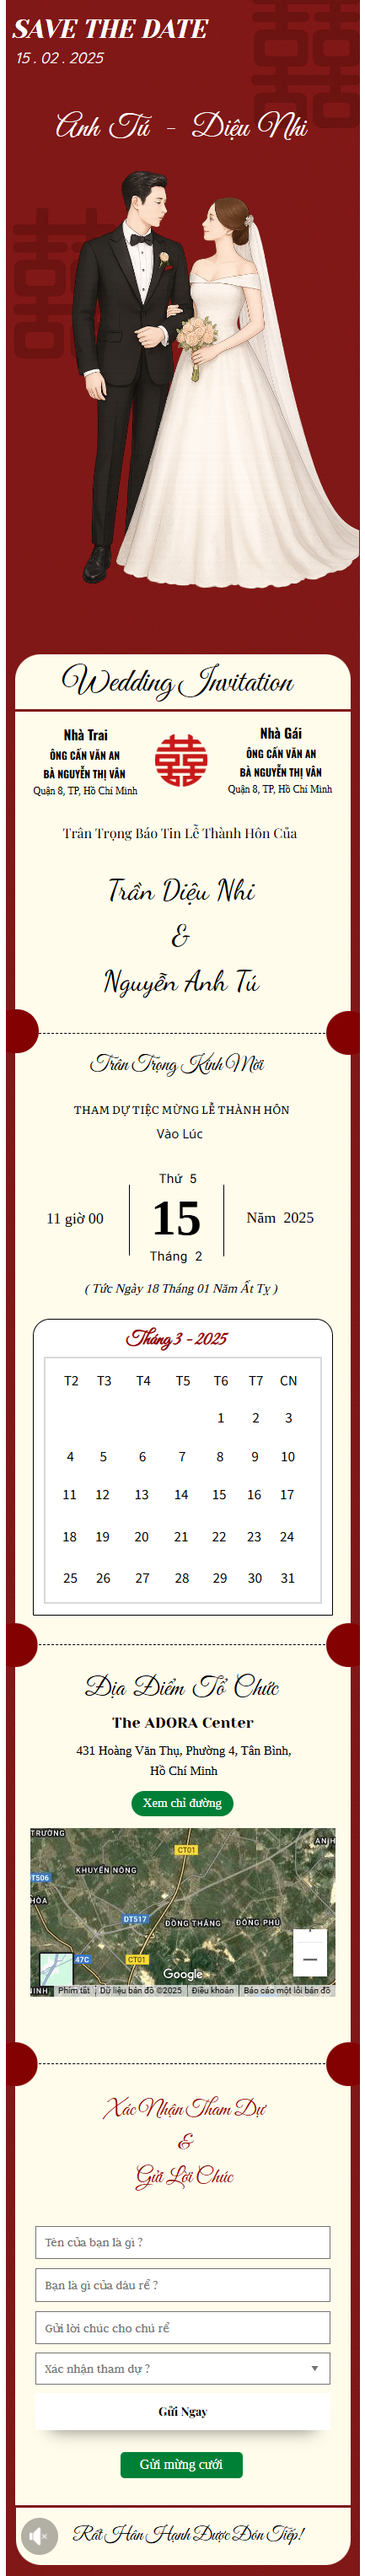 SAVE THE DATE
15 . 02 . 2025
Anh Tú - Diệu Nhi
Wedding Invitation
Nhà Trai
ÔNG CẤN VĂN AN
BÀ NGUYỄN THỊ VÂN
Quận 8, TP, Hồ Chí Minh
Nhà Gái
ÔNG CẤN VĂN AN
BÀ NGUYỄN THỊ VÂN
Quận 8, TP, Hồ Chí Minh
Trân Trọng Báo Tin Lễ Thành Hôn Của
Trần Diệu Nhi
&
Nguyễn Anh Tú
Trân Trọng Kính Mời
THAM DỰ TIỆC MỪNG LỄ THÀNH HÔN
Vào Lúc
Thứ 5
11 giờ 00
15
Năm 2025
Tháng 2
( Tức Ngày 18 Tháng 01 Năm Ất Tỵ )
Tháng 3 - 2025
T2 T3 T4 T5 T6 T7 CN
1 2 3
4 5 6 7 8 9 10
11 12 13 14 15 16 17
18 19 20 21 22 23 24
25 26 27 28 29 30 31
Địa Điểm Tổ Chức
The ADORA Center
431 Hoàng Văn Thụ, Phường 4, Tân Bình,
Hồ Chí Minh
Xem chỉ đường
TRƯỜNG
AN H
CT01
KHUYẾN NÔNG
T506
HÒA
DT517
ĐỒNG THẮNG
ĐỒNG PHÚ
47C
CT01
Google
NINH
Phím tắt
Dữ liệu bản đồ ©2025
Điều khoản
Báo cáo một lỗi bản đồ
Xác Nhận Tham Dự
&
Gửi Lời Chúc
Tên của bạn là gì ?
Bạn là gì của dâu rể ?
Gửi lời chúc cho chú rể
Xác nhận tham dự ?
Gửi Ngay
Gửi mừng cưới
Rất Hân Hạnh Được Đón Tiếp!